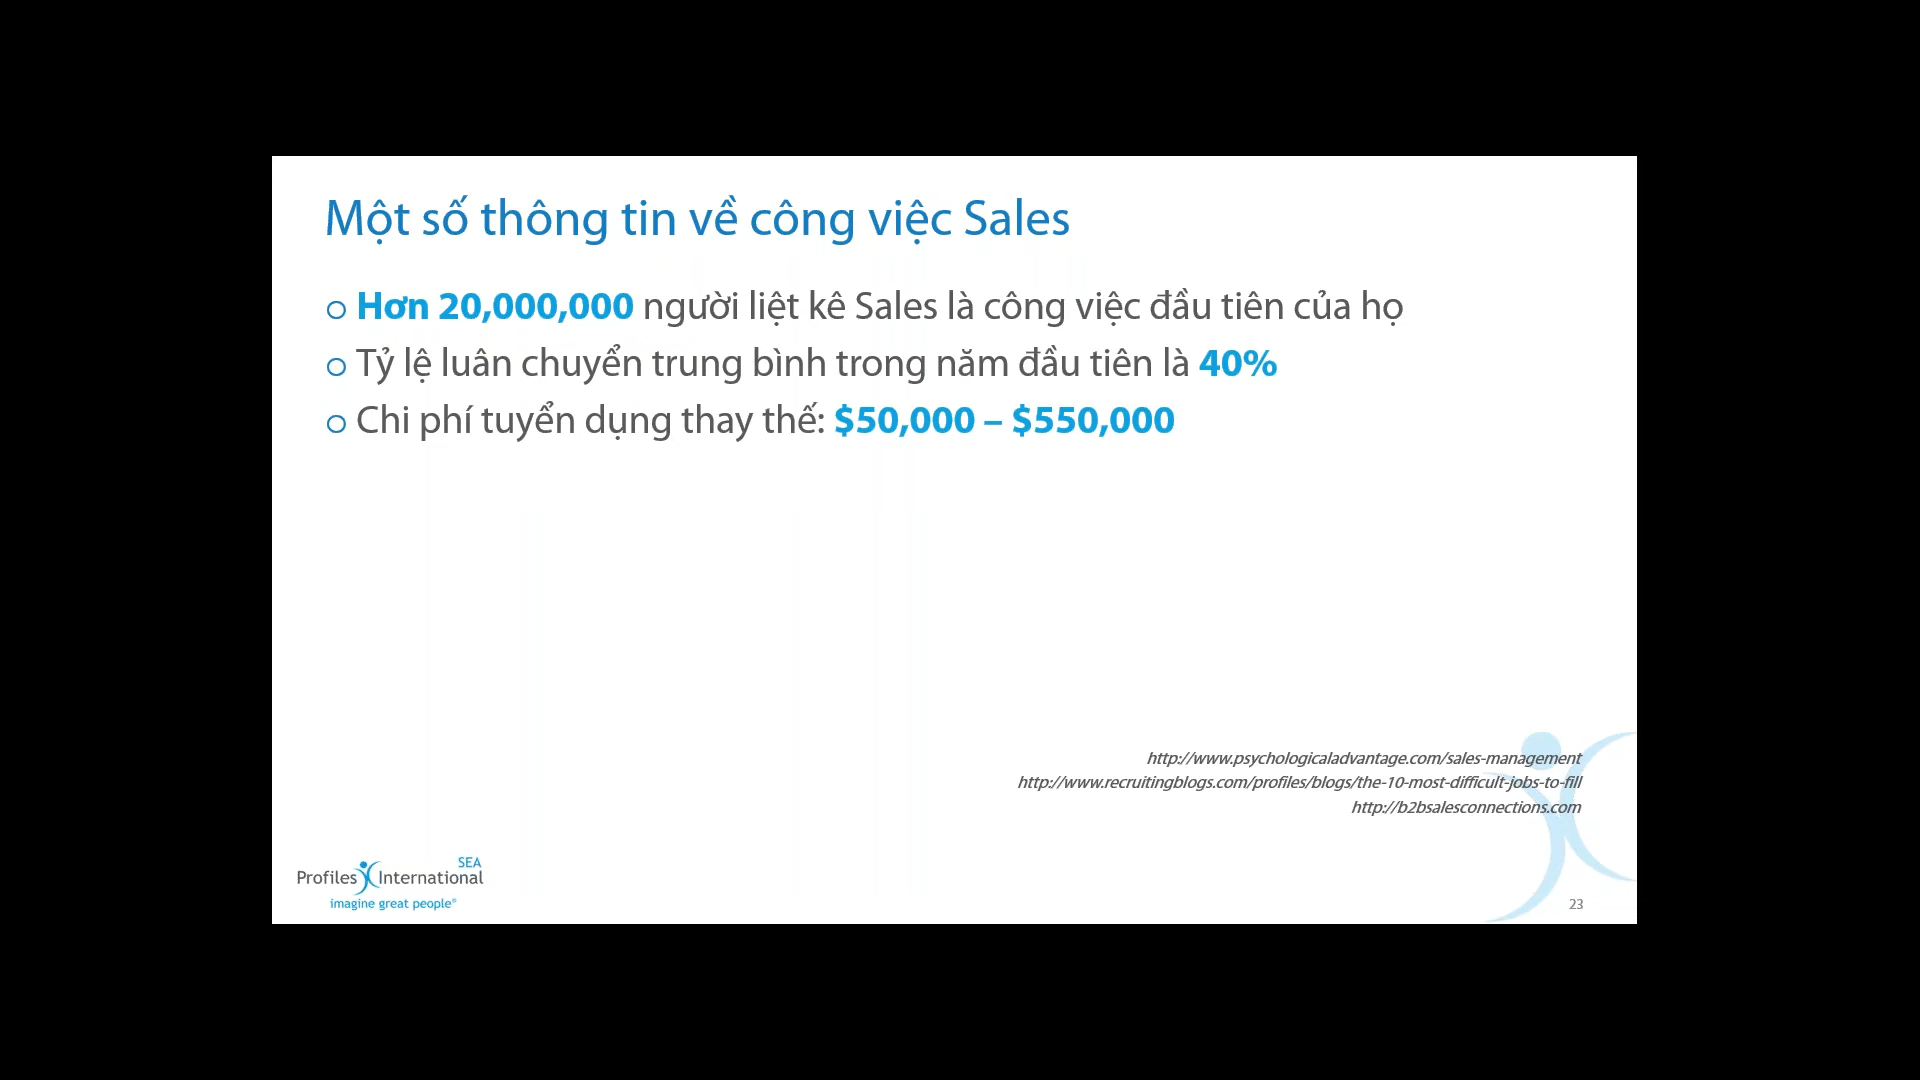 Một số thông tin về công việc Sales
Hơn 20,000,000 người liệt kê Sales là công việc đầu tiên của họ
Tỷ lệ luân chuyển trung bình trong năm đầu tiên là 40%
Chi phí tuyển dụng thay thế: $50,000 – $550,000
http://www.psychologicaladvantage.com/sales-management
http://www.recruitingblogs.com/profiles/blogs/the-10-most-difficult-jobs-to-fill
http://b2bsalesconnections.com
SEA
Profiles International
imagine great people®
23